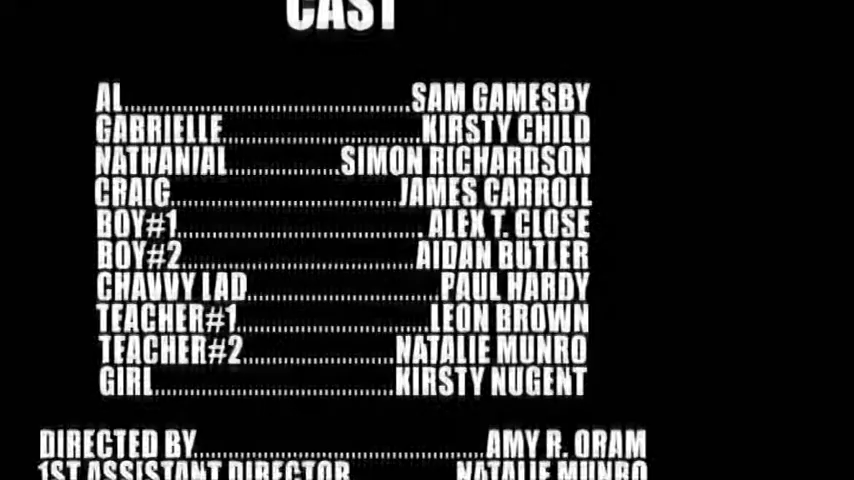 CAST
AL........................................SAM GAMESBY
GABRIELLE............................KIRSTY CHILD
NATHANIAL................SIMON RICHARDSON
CRAIG................................JAMES CARROLL
BOY#1.................................. ALEX T. CLOSE
BOY#2.................................AIDAN BUTLER
CHAVVY LAD...........................PAUL HARDY
TEACHER#1...........................LEON BROWN
TEACHER#2.....................NATALIE MUNRO
GIRL..................................KIRSTY NUGENT
DIRECTED BY.........................................AMY R. ORAM
1ST ASSISTANT DIRECTOR...............NATALIE MUNRO